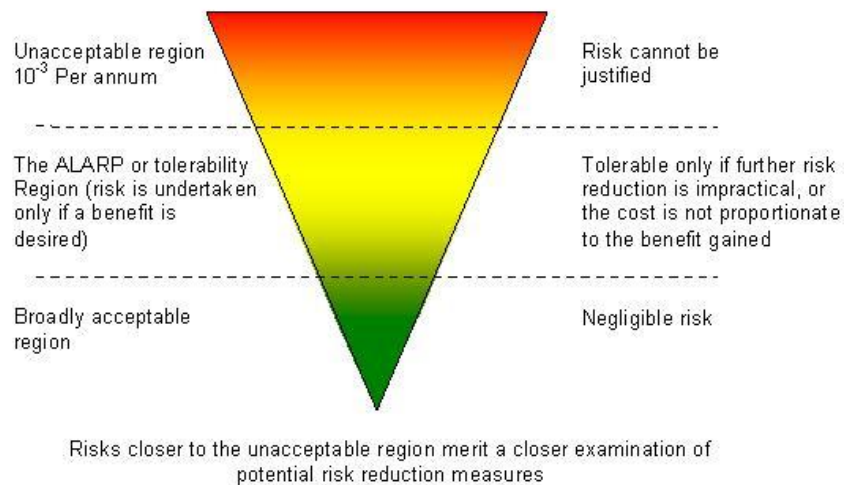 Unacceptable region
10⁻³ Per annum
Risk cannot be
justified
The ALARP or tolerability
Region (risk is undertaken
only if a benefit is
desired)
Tolerable only if further risk
reduction is impractical, or
the cost is not proportionate
to the benefit gained
Broadly acceptable
region
Negligible risk
Risks closer to the unacceptable region merit a closer examination of
potential risk reduction measures